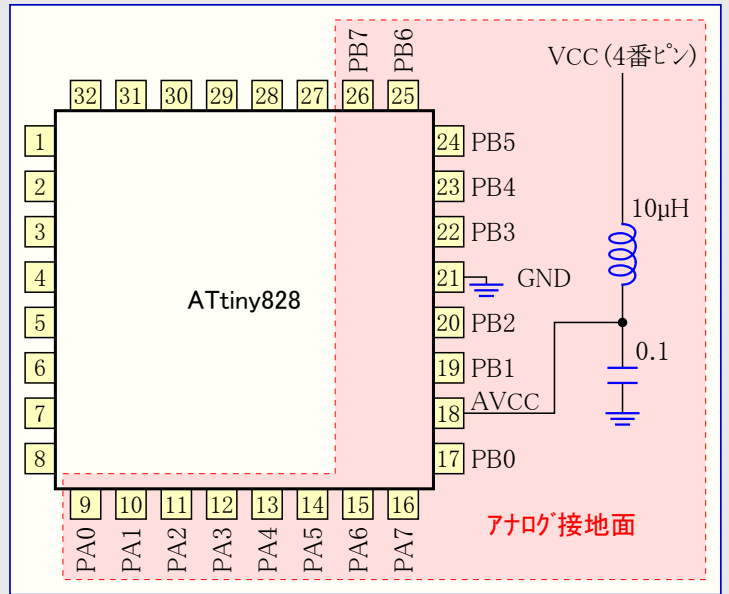 PB7
PB6
VCC(4番ピン)
32 31 30 29 28 27 26 25
1
24 PB5
2
23 PB4
3
22 PB3
10μH
4
21 GND
ATtiny828
5
20 PB2
6
19 PB1
0.1
7
18 AVCC
8
17 PB0
9 10 11 12 13 14 15 16
PA0
PA1
PA2
PA3
PA4
PA5
PA6
PA7
アナログ接地面